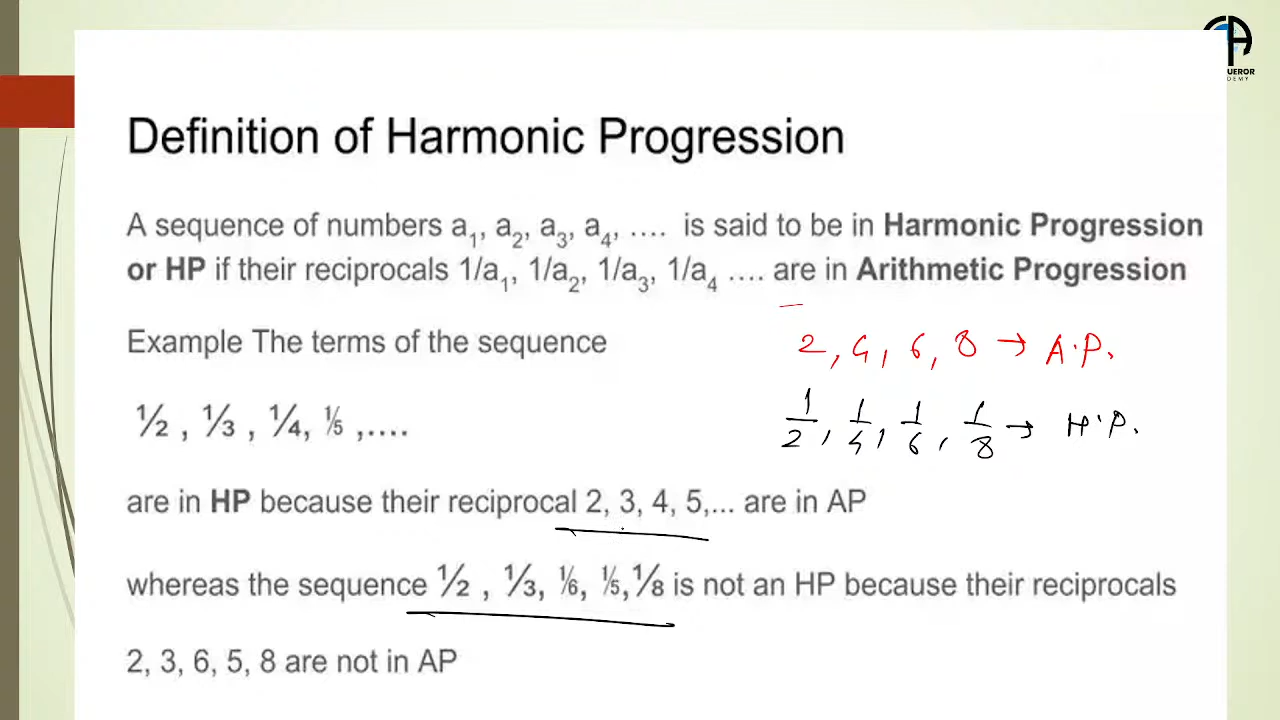 UEROR
DEMY
Definition of Harmonic Progression
A sequence of numbers a1, a2, a3, a4, .... is said to be in Harmonic Progression
or HP if their reciprocals 1/a1, 1/a2, 1/a3, 1/a4 .... are in Arithmetic Progression
Example The terms of the sequence
2, 4, 6, 8 → A.P.
½ , ⅓ , ¼, ⅕ ,....
1/2, 1/4, 1/6, 1/8 → H.P.
are in HP because their reciprocal 2, 3, 4, 5,... are in AP
whereas the sequence ½ , ⅓, ⅙, ⅕, ⅛ is not an HP because their reciprocals
2, 3, 6, 5, 8 are not in AP